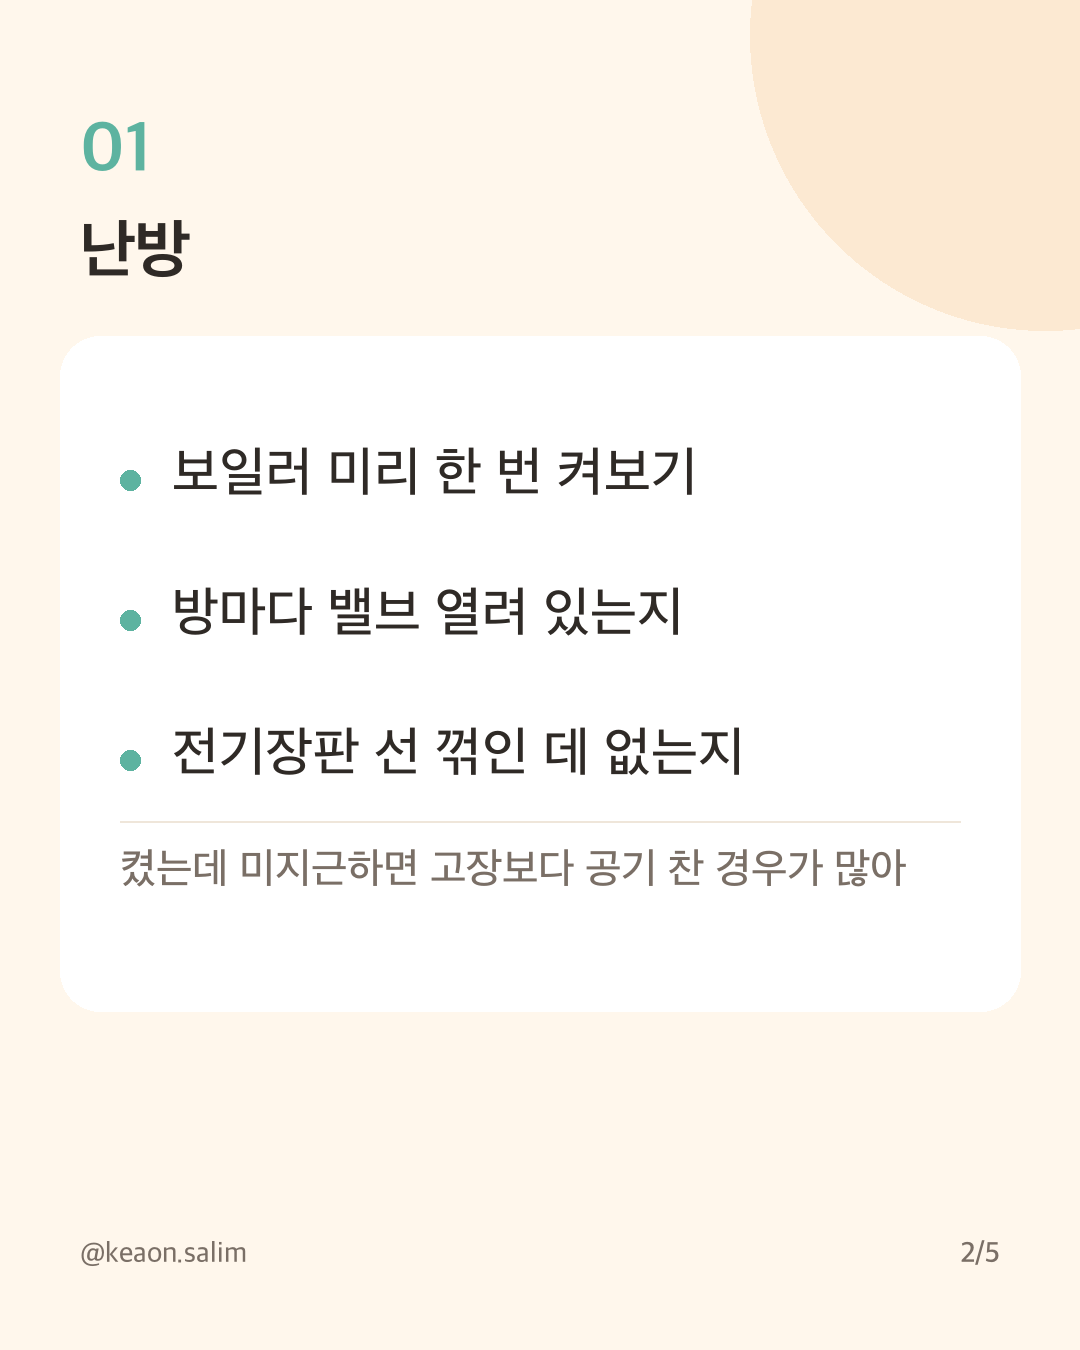 01
난방
보일러 미리 한 번 켜보기
방마다 밸브 열려 있는지
전기장판 선 꺾인 데 없는지
켰는데 미지근하면 고장보다 공기 찬 경우가 많아
@keaon.salim
2/5